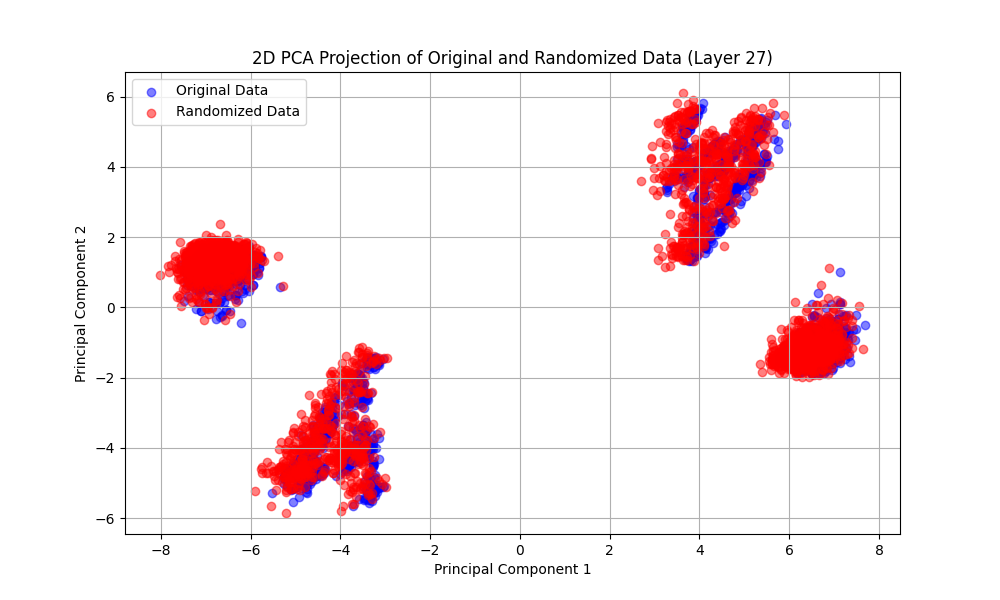 2D PCA Projection of Original and Randomized Data (Layer 27)
Original Data
Randomized Data
6
4
2
0
−2
−4
−6
Principal Component 2
−8 −6 −4 −2 0 2 4 6 8
Principal Component 1